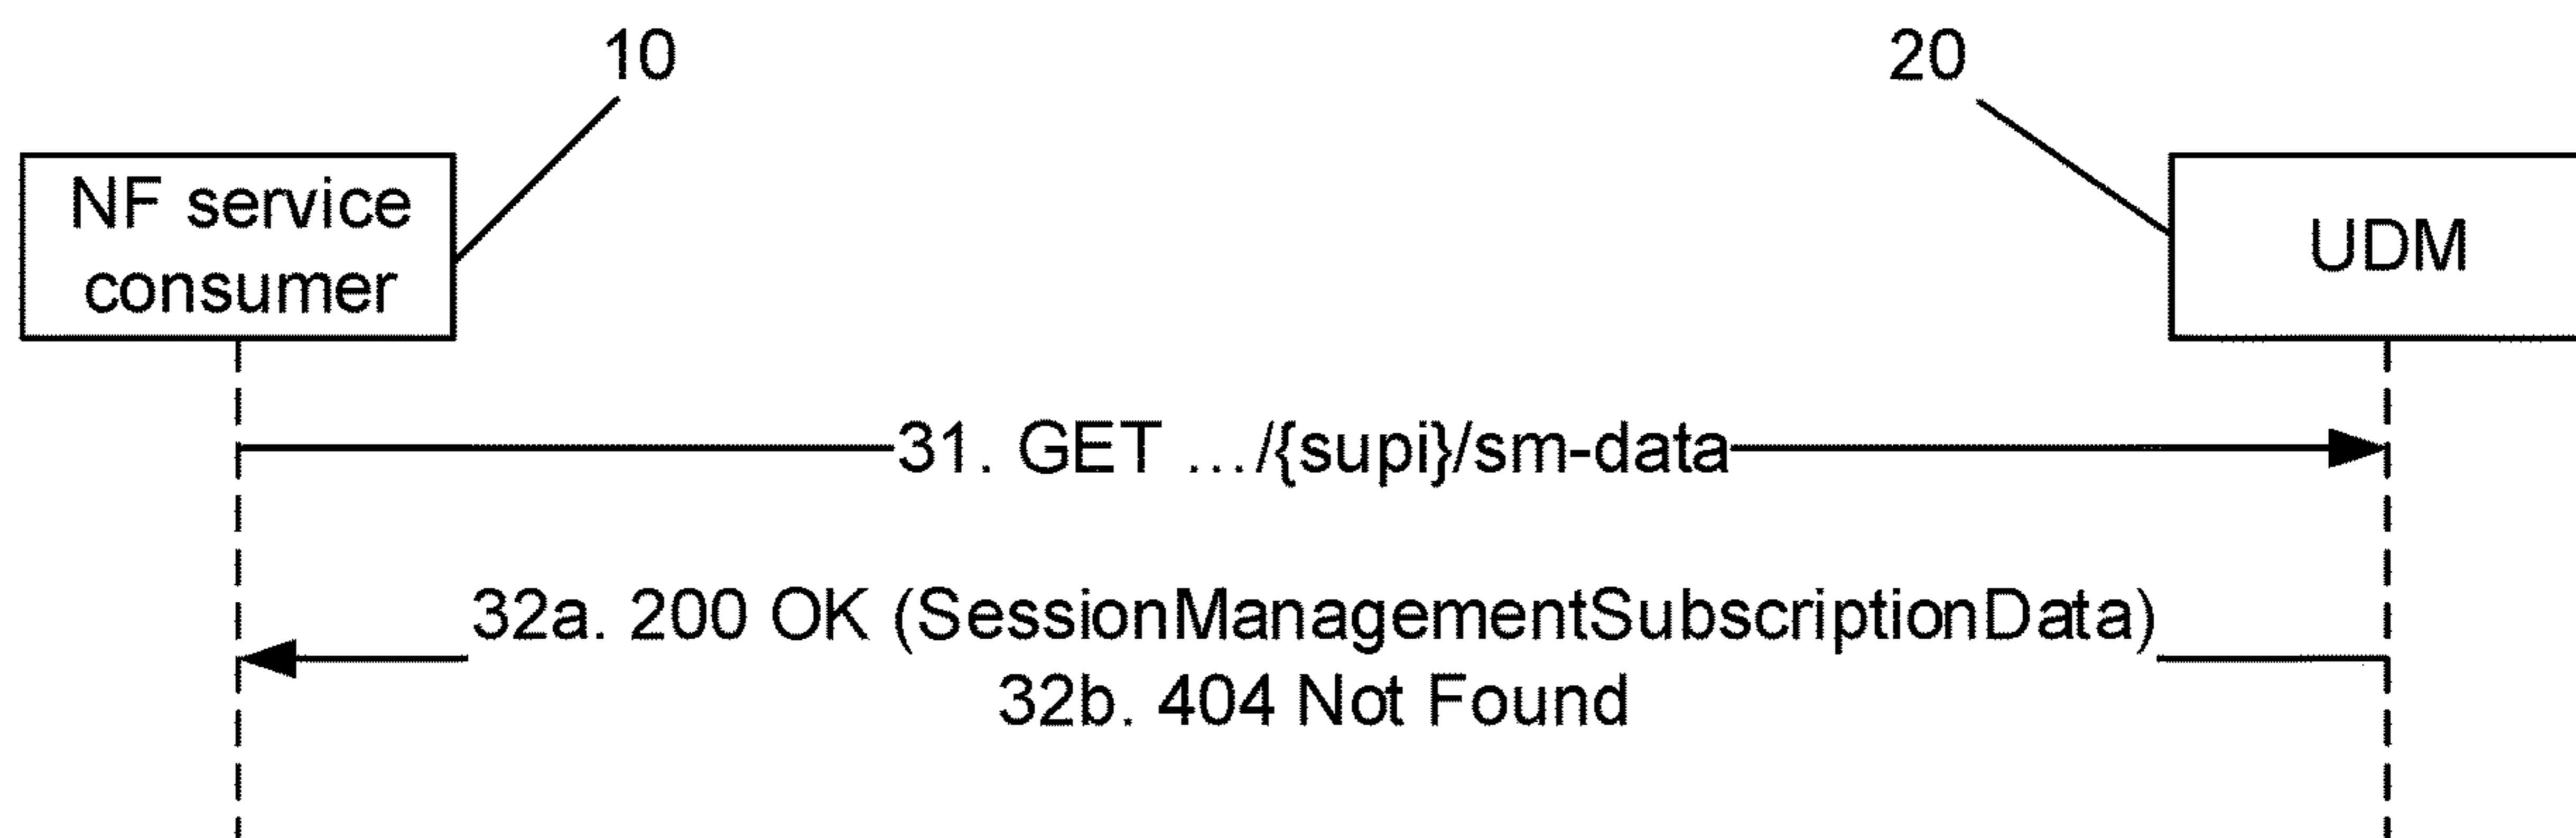 10
20
NF service
consumer
UDM
31. GET .../{supi}/sm-data
32a. 200 OK (SessionManagementSubscriptionData)
32b. 404 Not Found